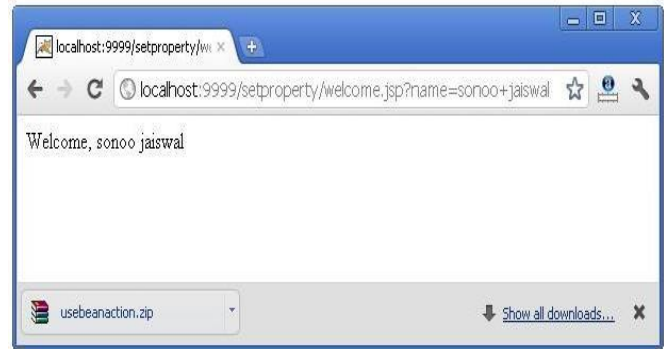 localhost:9999/setproperty/w
localhost:9999/setproperty/welcome.jsp?name=sonoo+jaiswal
Welcome, sonoo jaiswal
usebeanaction.zip
Show all downloads...